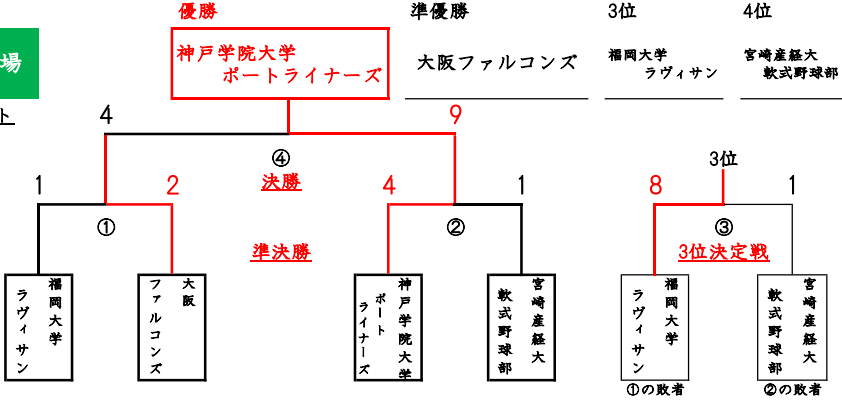 優勝
準優勝
3位
4位
場
神戸学院大学
ポートライナーズ
大阪ファルコンズ
福岡大学
ラヴィサン
宮崎産経大
軟式野球部
ト
4
9
④
決勝
3位
1
2
4
1
8
1
①
②
③
準決勝
3位決定戦
福岡大学
ラヴィサン
大阪
ファルコンズ
神戸学院大学
ポート
ライナーズ
宮崎産経大
軟式野球部
福岡大学
ラヴィサン
宮崎産経大
軟式野球部
①の敗者
②の敗者